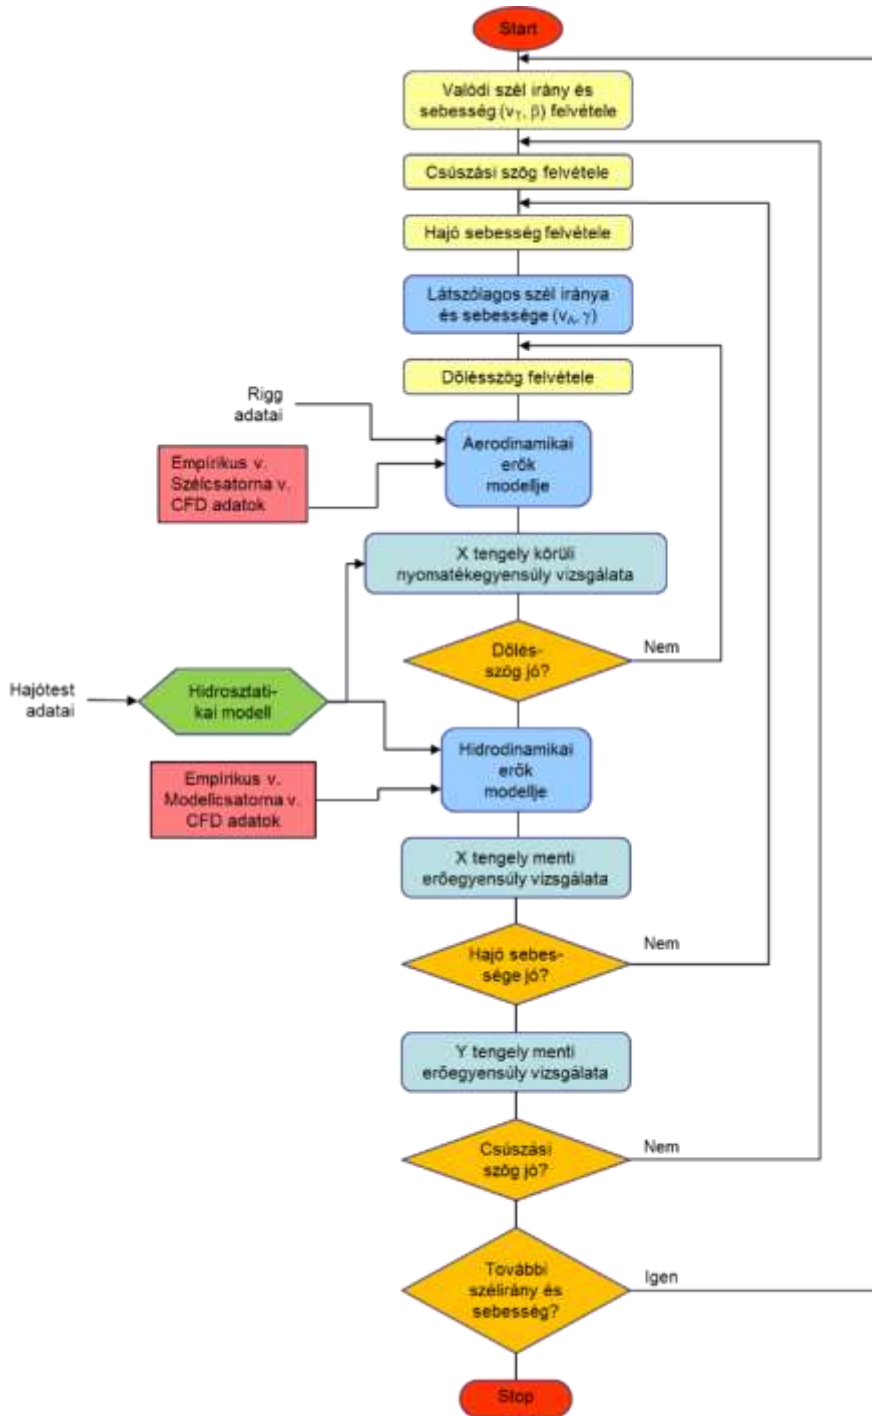 Start
Valódi szél irány és
sebesség (vT, β) felvétele
Csúszási szög felvétele
Hajó sebesség felvétele
Látszólagos szél iránya
és sebessége (vA, γ)
Dőlésszög felvétele
Rigg
adatai
Aerodinamikai
erők
modellje
Empírikus v.
Szélcsatorna v.
CFD adatok
X tengely körüli
nyomatékegyensúly vizsgálata
Dőlés-
szög jó?
Nem
Hajótest
adatai
Hidrosztati-
kai modell
Hidrodinamikai
erők
modellje
Empírikus v.
Modellcsatorna v.
CFD adatok
X tengely menti
erőegyensúly vizsgálata
Hajó sebes-
sége jó?
Nem
Y tengely menti
erőegyensúly vizsgálata
Csúszási
szög jó?
Nem
További
szélirány és
sebesség?
Igen
Stop